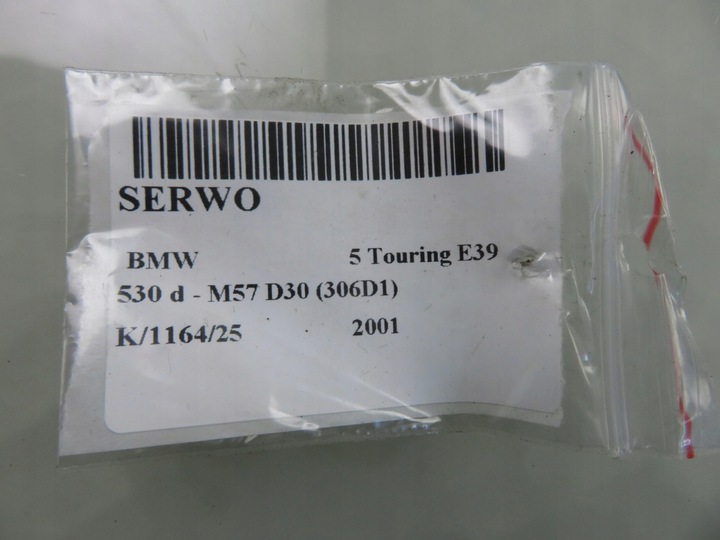 SERWO
BMW 5 Touring E39
530 d - M57 D30 (306D1)
K/1164/25 2001